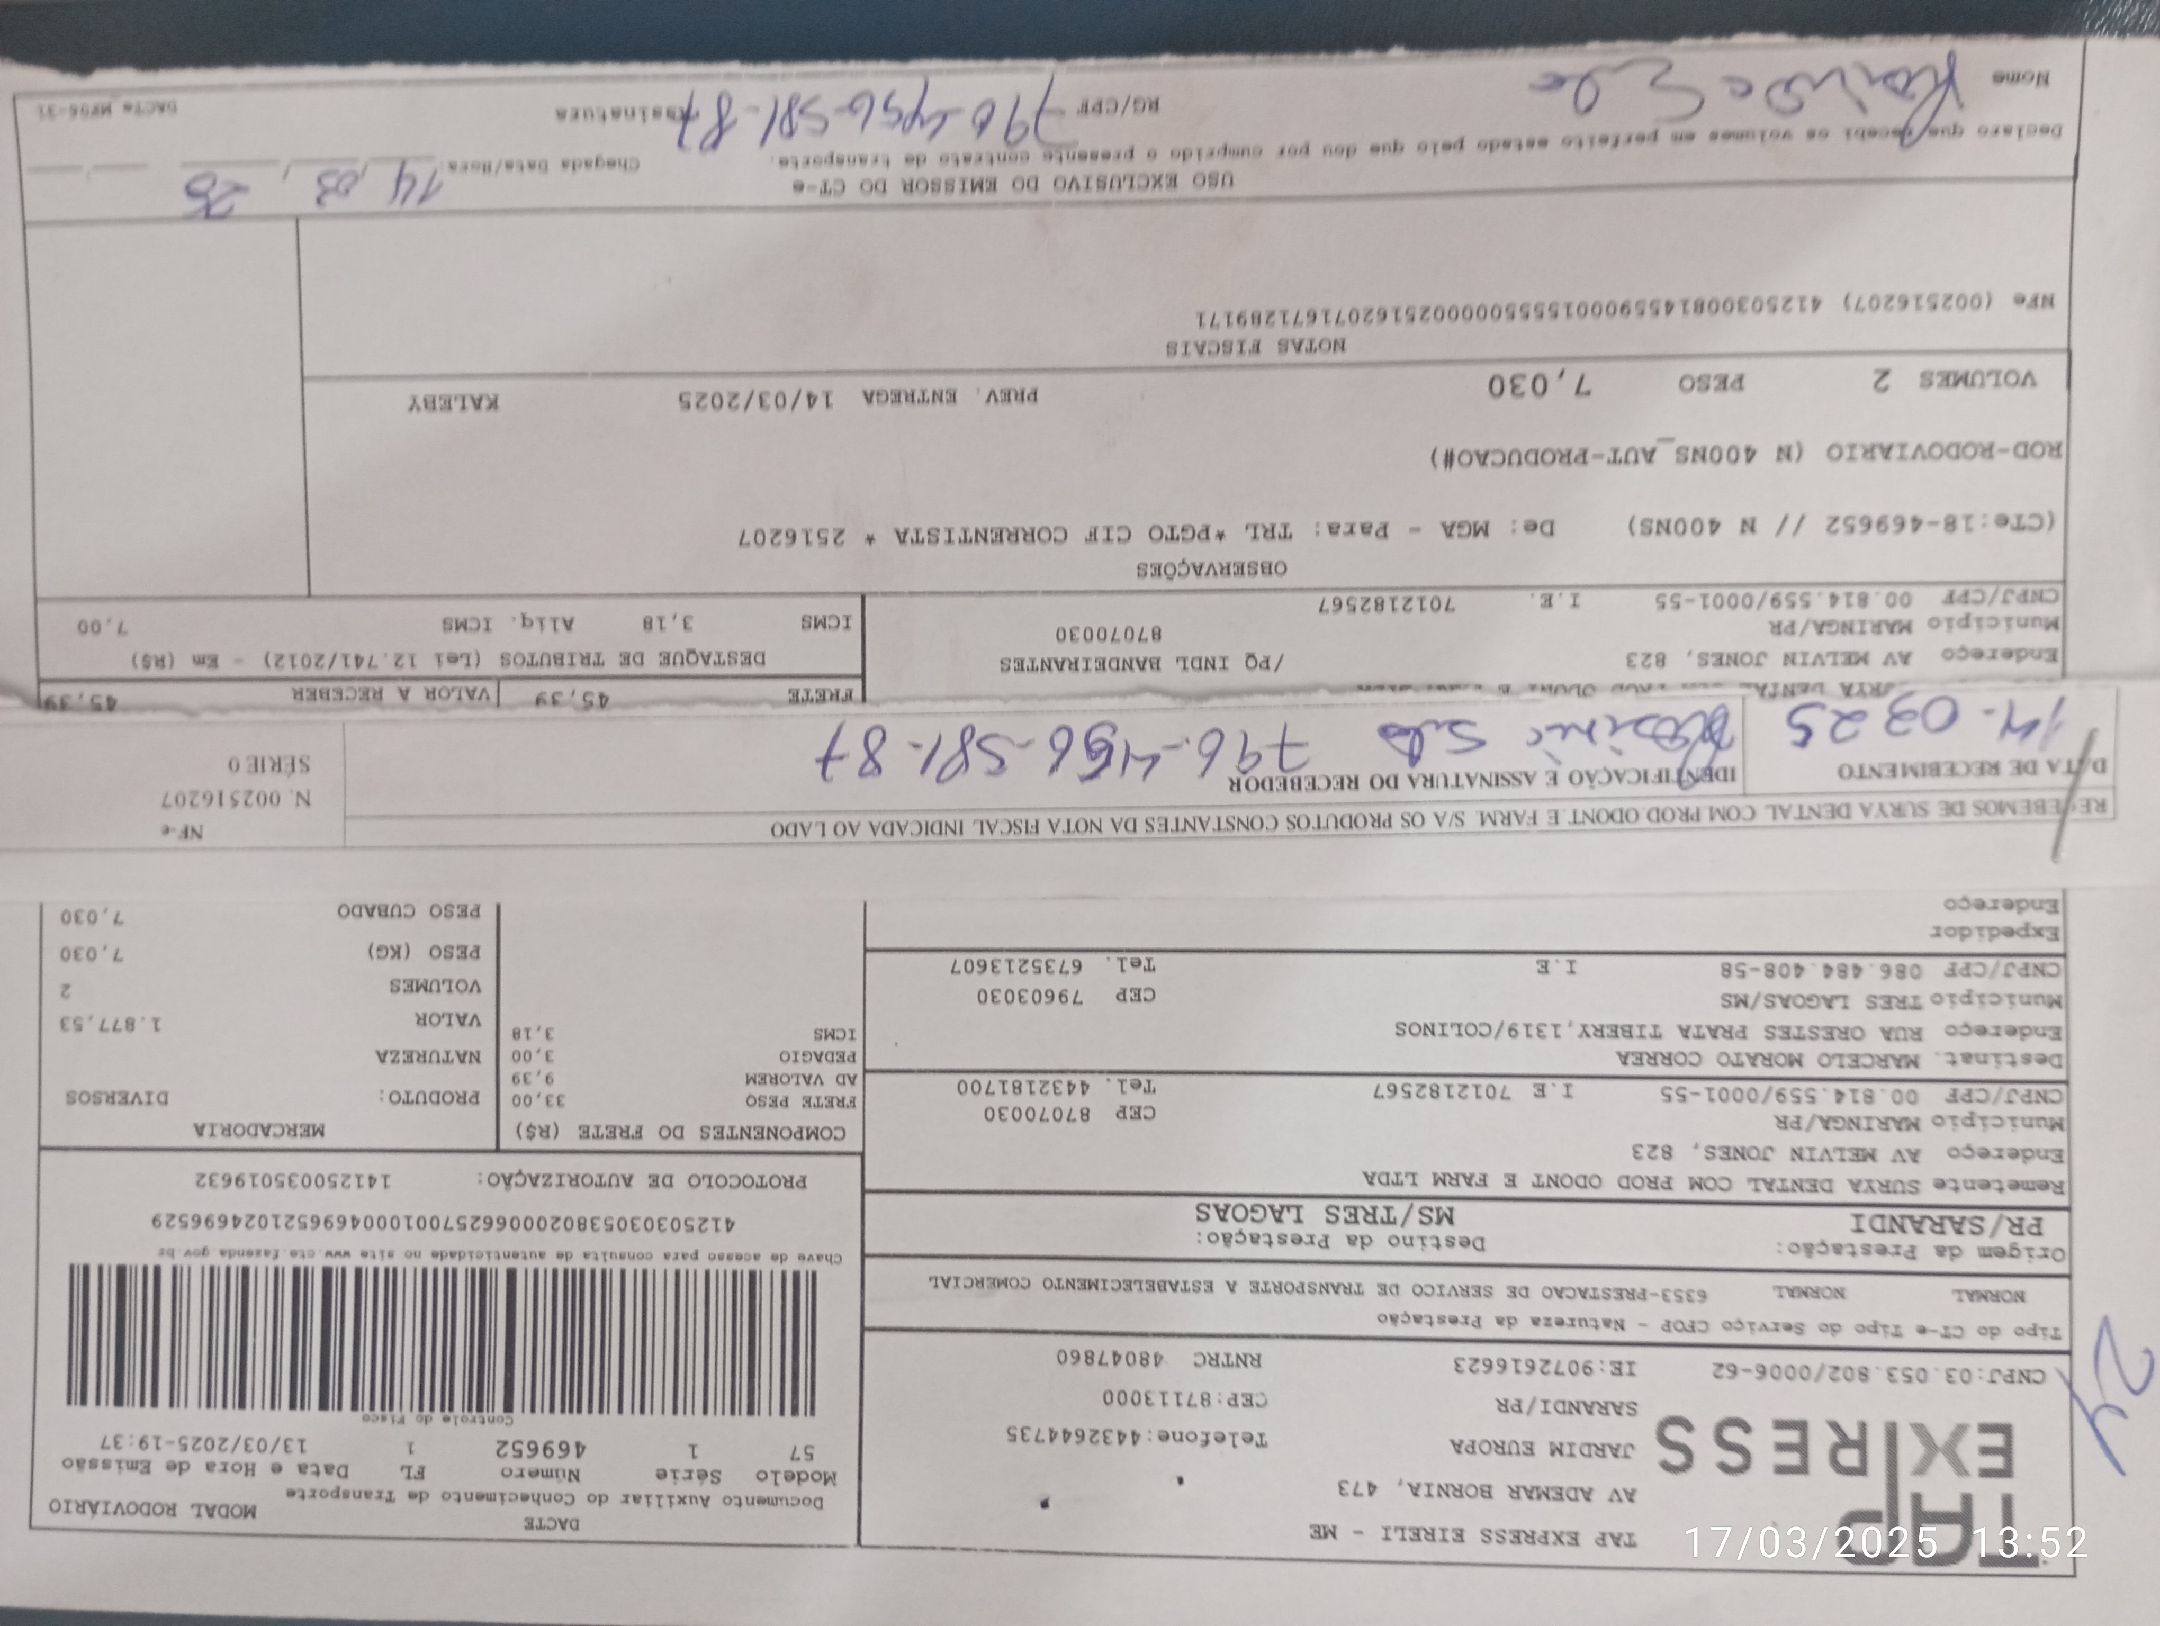 TAP
EXPRESS
TAP EXPRESS EIRELI - ME
AV ADEMAR BORNIA, 473
JARDIM EUROPA Telefone:4432644735
SARANDI/PR CEP:87113000
CNPJ:03.053.802/0006-62 IE:9072616623 RNTRC 48047860
DACTE
Documento Auxiliar do Conhecimento de Transporte
MODAL RODOVIÁRIO
Modelo Série Número FL Data e Hora de Emissão
57 1 469652 1 13/03/2025-19:37
Controle do Fisco
Chave de acesso para consulta de autenticidade no site www.cte.fazenda.gov.br
41250303053802000662570010004696521024696529
PROTOCOLO DE AUTORIZAÇÃO: 141250035019632
Tipo do CT-e Tipo do Serviço CFOP - Natureza da Prestação
NORMAL NORMAL 6353-PRESTACAO DE SERVICO DE TRANSPORTE A ESTABELECIMENTO COMERCIAL
Origem da Prestação: Destino da Prestação:
PR/SARANDI MS/TRES LAGOAS
Remetente SURYA DENTAL COM PROD ODONT E FARM LTDA
Endereço AV MELVIN JONES, 823
Municipio MARINGA/PR CEP 87070030
CNPJ/CPF 00.814.559/0001-55 I.E 7012182567 Tel. 4432181700
Destinat. MARCELO MORATO CORREA
Endereço RUA ORESTES PRATA TIBERY,1319/COLINOS
Municipio TRES LAGOAS/MS CEP 79603030
CNPJ/CPF 086.484.408-58 I.E Tel. 6735213607
Expedidor
Endereço
COMPONENTES DO FRETE (R$)
FRETE PESO 33,00
AD VALOREM 9,39
PEDAGIO 3,00
ICMS 3,18
MERCADORIA
PRODUTO: DIVERSOS
NATUREZA
VALOR 1.877,53
VOLUMES 2
PESO (KG) 7,030
PESO CUBADO 7,030
RECEBEMOS DE SURYA DENTAL COM PROD ODONT E FARM. S/A OS PRODUTOS CONSTANTES DA NOTA FISCAL INDICADA AO LADO
DATA DE RECEBIMENTO IDENTIFICAÇÃO E ASSINATURA DO RECEBEDOR
14-03 25 796-456-581-87
NF-e
N. 002516207
SÉRIE 0
SURYA DENTAL
Endereço AV MELVIN JONES, 823 /PQ INDL BANDEIRANTES
Municipio MARINGA/PR 87070030
CNPJ/CPF 00.814.559/0001-55 I.E. 7012182567
FRETE 45,39 VALOR A RECEBER 45,39
DESTAQUE DE TRIBUTOS (Lei 12.741/2012) - Em (R$)
ICMS 3,18 Aliq. ICMS 7,00
OBSERVAÇÕES
(CTe:18-469652 // N 400NS) De: MGA - Para: TRL *PGTO CIF CORRENTISTA * 2516207
ROD-RODOVIARIO (N 400NS_AUT-PRODUCAO#)
VOLUMES 2 PESO 7,030 PREV. ENTREGA 14/03/2025 KALEBY
NOTAS FISCAIS
NFe (002516207) 41250300814559000155550000025162071671289171
USO EXCLUSIVO DO EMISSOR DO CT-e
Declaro que recebi os volumes em perfeito estado pelo que dou por cumprido o presente contrato de transporte.
Chegada Data/Hora: 14 03 25
Nome RG/CPF 796-456-581-87 Assinatura
DACTe MF06-31
17/03/2025 13:52